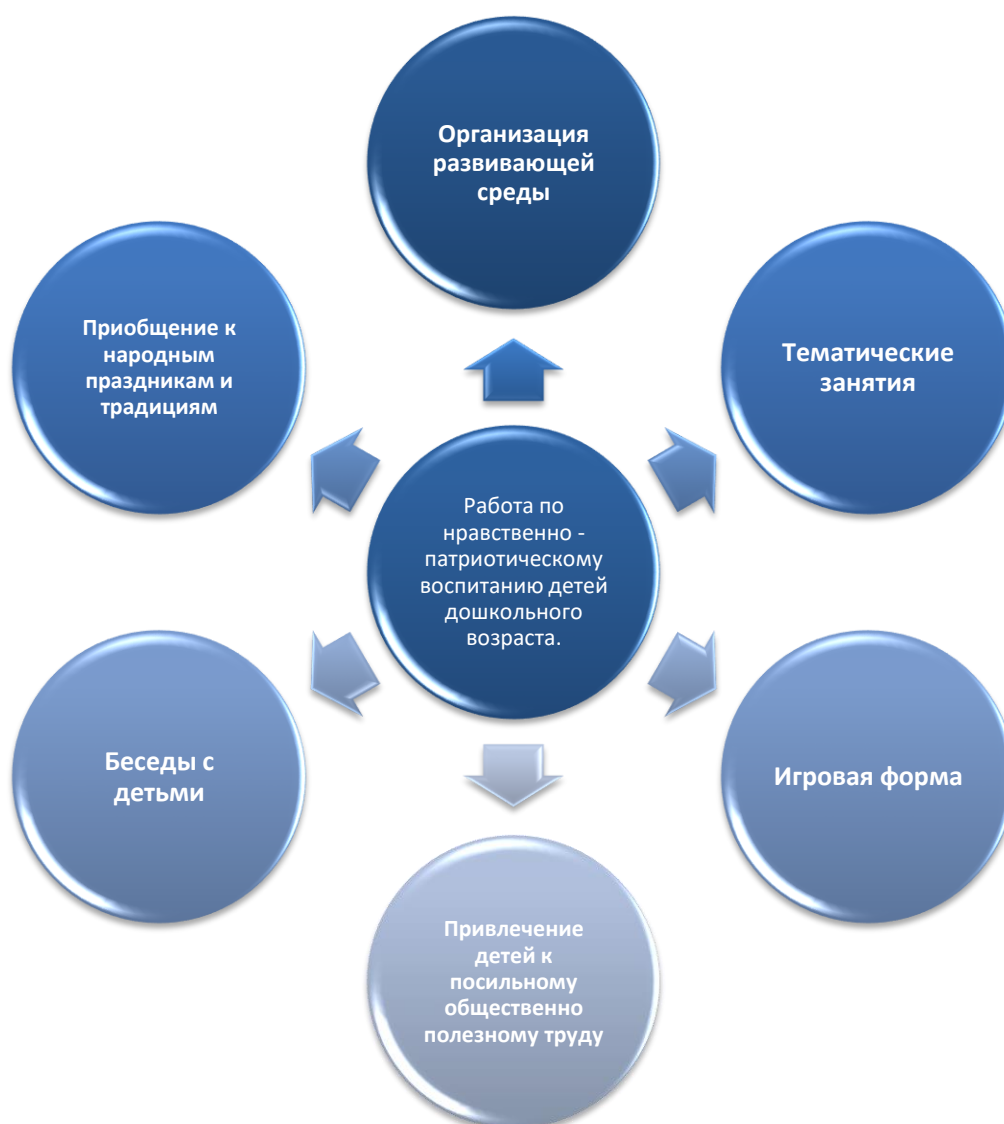 Организация
развивающей
среды
Приобщение к
народным
праздникам и
традициям
Тематические
занятия
Работа по
нравственно -
патриотическому
воспитанию детей
дошкольного
возраста.
Беседы с
детьми
Игровая форма
Привлечение
детей к
посильному
общественно
полезному труду